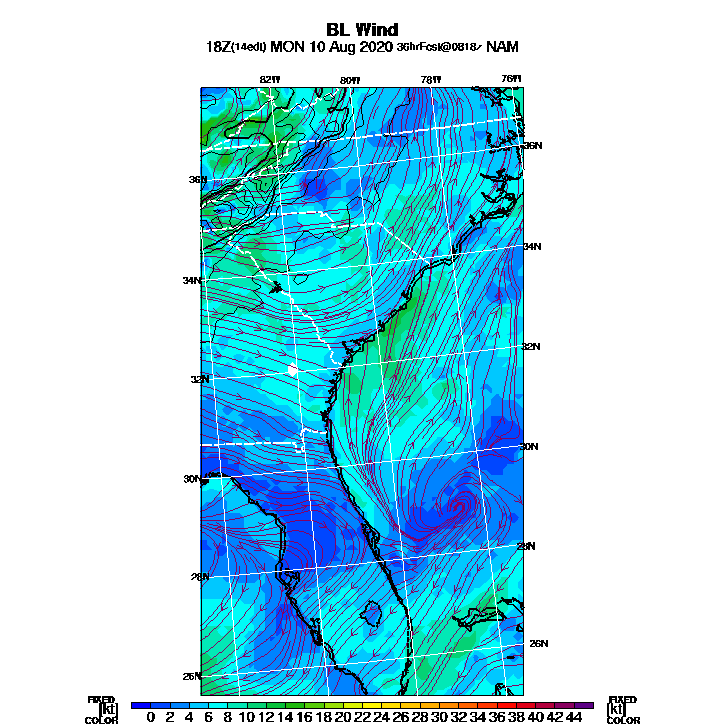 BL Wind
18Z(14edt) MON 10 Aug 2020 36hrFcst@0818z NAM
82W 80W 78W 76W
36N 36N
34N 34N
32N 32N
30N 30N
28N 28N
26N 26N
FIXED FIXED
[kt] 0 2 4 6 8 10 12 14 16 18 20 22 24 26 28 30 32 34 36 38 40 42 44 [kt]
COLOR COLOR